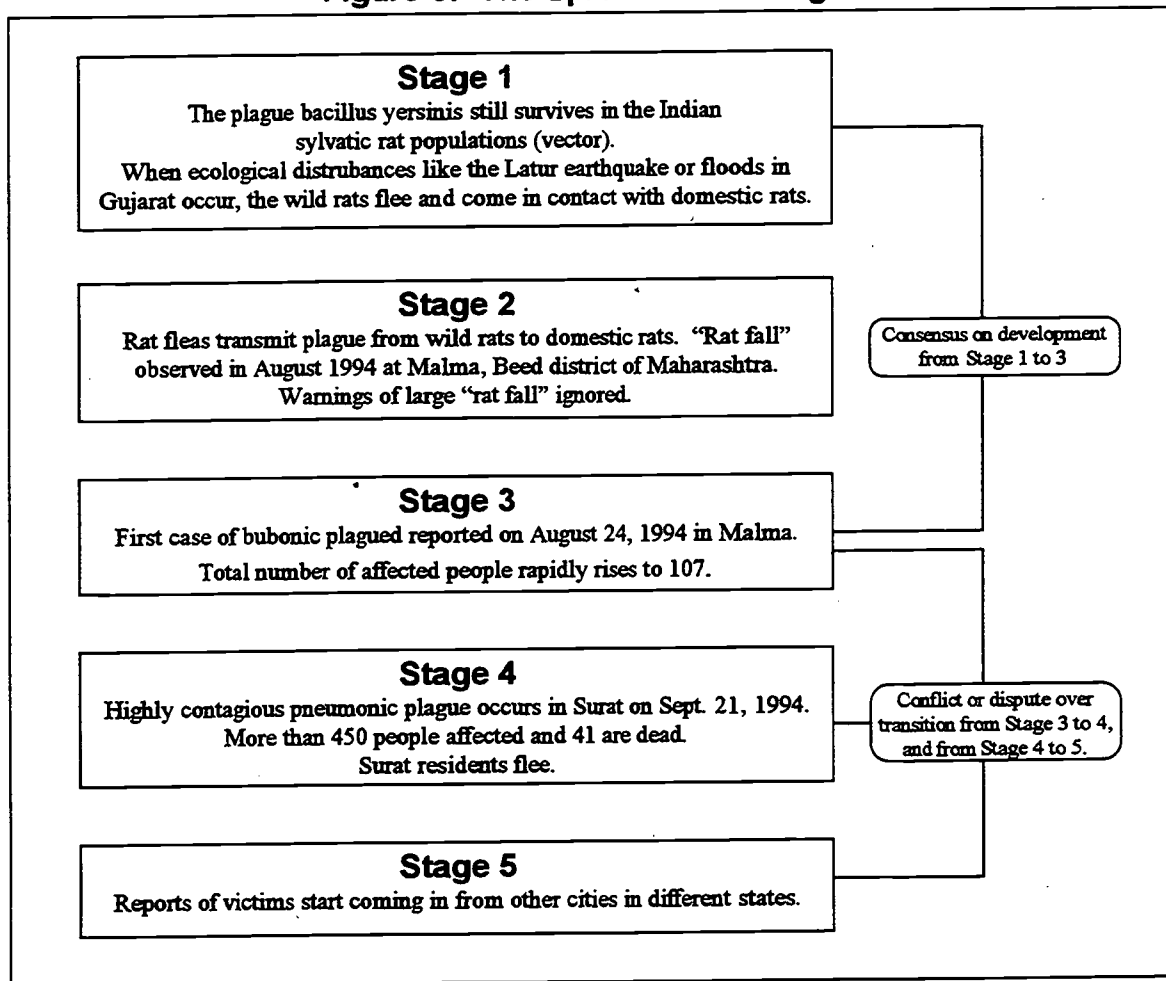 Stage 1
The plague bacillus yersinis still survives in the Indian
sylvatic rat populations (vector).
When ecological distrubances like the Latur earthquake or floods in
Gujarat occur, the wild rats flee and come in contact with domestic rats.
Stage 2
Rat fleas transmit plague from wild rats to domestic rats. “Rat fall”
observed in August 1994 at Malma, Beed district of Maharashtra.
Warnings of large “rat fall” ignored.
Consensus on development
from Stage 1 to 3
Stage 3
First case of bubonic plagued reported on August 24, 1994 in Malma.
Total number of affected people rapidly rises to 107.
Stage 4
Highly contagious pneumonic plague occurs in Surat on Sept. 21, 1994.
More than 450 people affected and 41 are dead.
Surat residents flee.
Conflict or dispute over
transition from Stage 3 to 4,
and from Stage 4 to 5.
Stage 5
Reports of victims start coming in from other cities in different states.